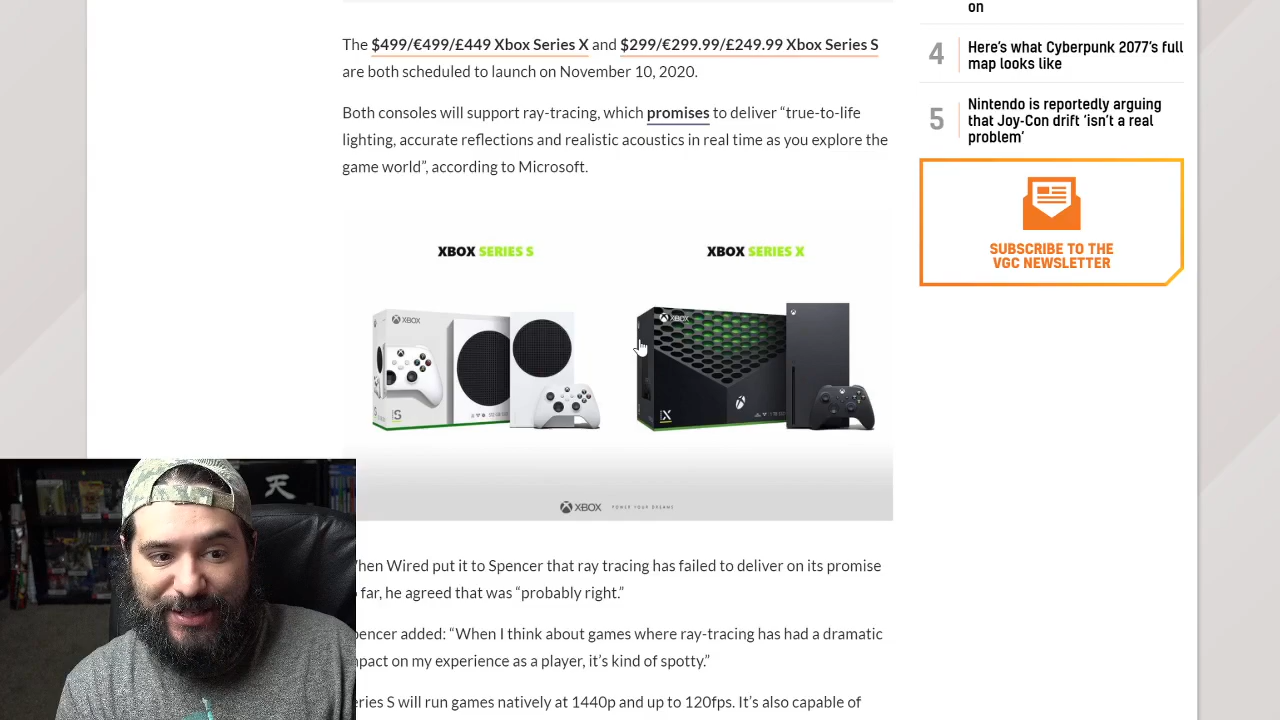 The $499/€499/£449 Xbox Series X and $299/€299.99/£249.99 Xbox Series S
are both scheduled to launch on November 10, 2020.
Both consoles will support ray-tracing, which promises to deliver “true-to-life
lighting, accurate reflections and realistic acoustics in real time as you explore the
game world”, according to Microsoft.
XBOX SERIES S
XBOX SERIES X
XBOX
XBOX
S
X
XBOX POWER YOUR DREAMS
天
hen Wired put it to Spencer that ray tracing has failed to deliver on its promise
far, he agreed that was “probably right.”
pencer added: “When I think about games where ray-tracing has had a dramatic
pact on my experience as a player, it’s kind of spotty.”
eries S will run games natively at 1440p and up to 120fps. It’s also capable of
on
4 Here’s what Cyberpunk 2077’s full
map looks like
5 Nintendo is reportedly arguing
that Joy-Con drift ‘isn’t a real
problem’
SUBSCRIBE TO THE
VGC NEWSLETTER